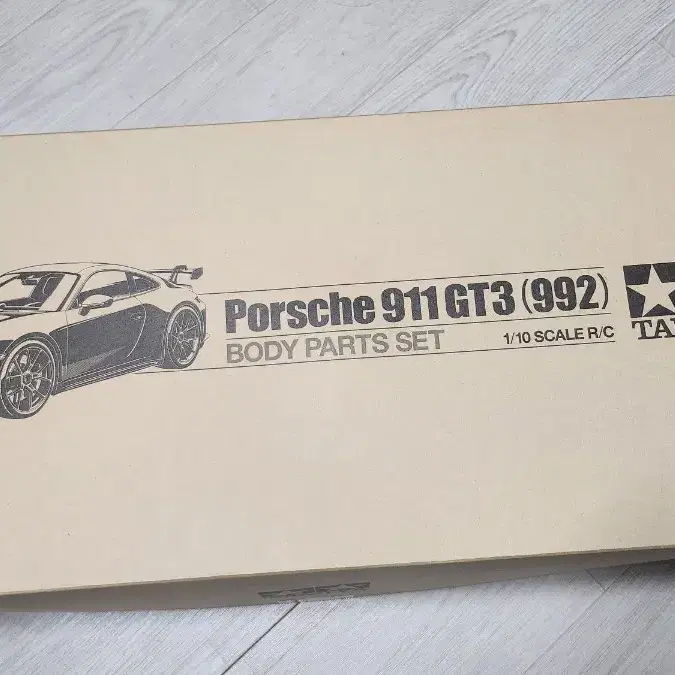 Porsche 911 GT3 (992)
BODY PARTS SET
1/10 SCALE R/C